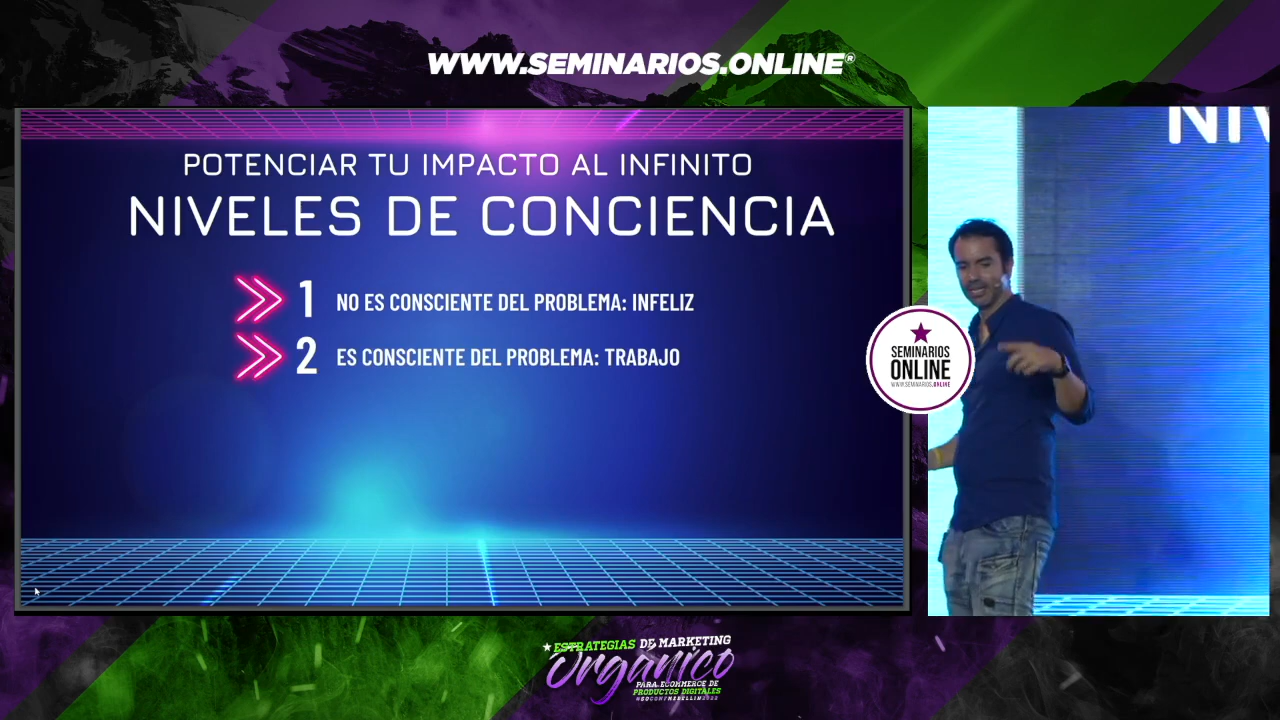 WWW.SEMINARIOS.ONLINE®
NIV
POTENCIAR TU IMPACTO AL INFINITO
NIVELES DE CONCIENCIA
1 NO ES CONSCIENTE DEL PROBLEMA: INFELIZ
2 ES CONSCIENTE DEL PROBLEMA: TRABAJO
SEMINARIOS
ONLINE
WWW.SEMINARIOS.ONLINE
ESTRATEGIAS DE MARKETING
Orgánico
PARA ECOMMERCE DE
PRODUCTOS DIGITALES